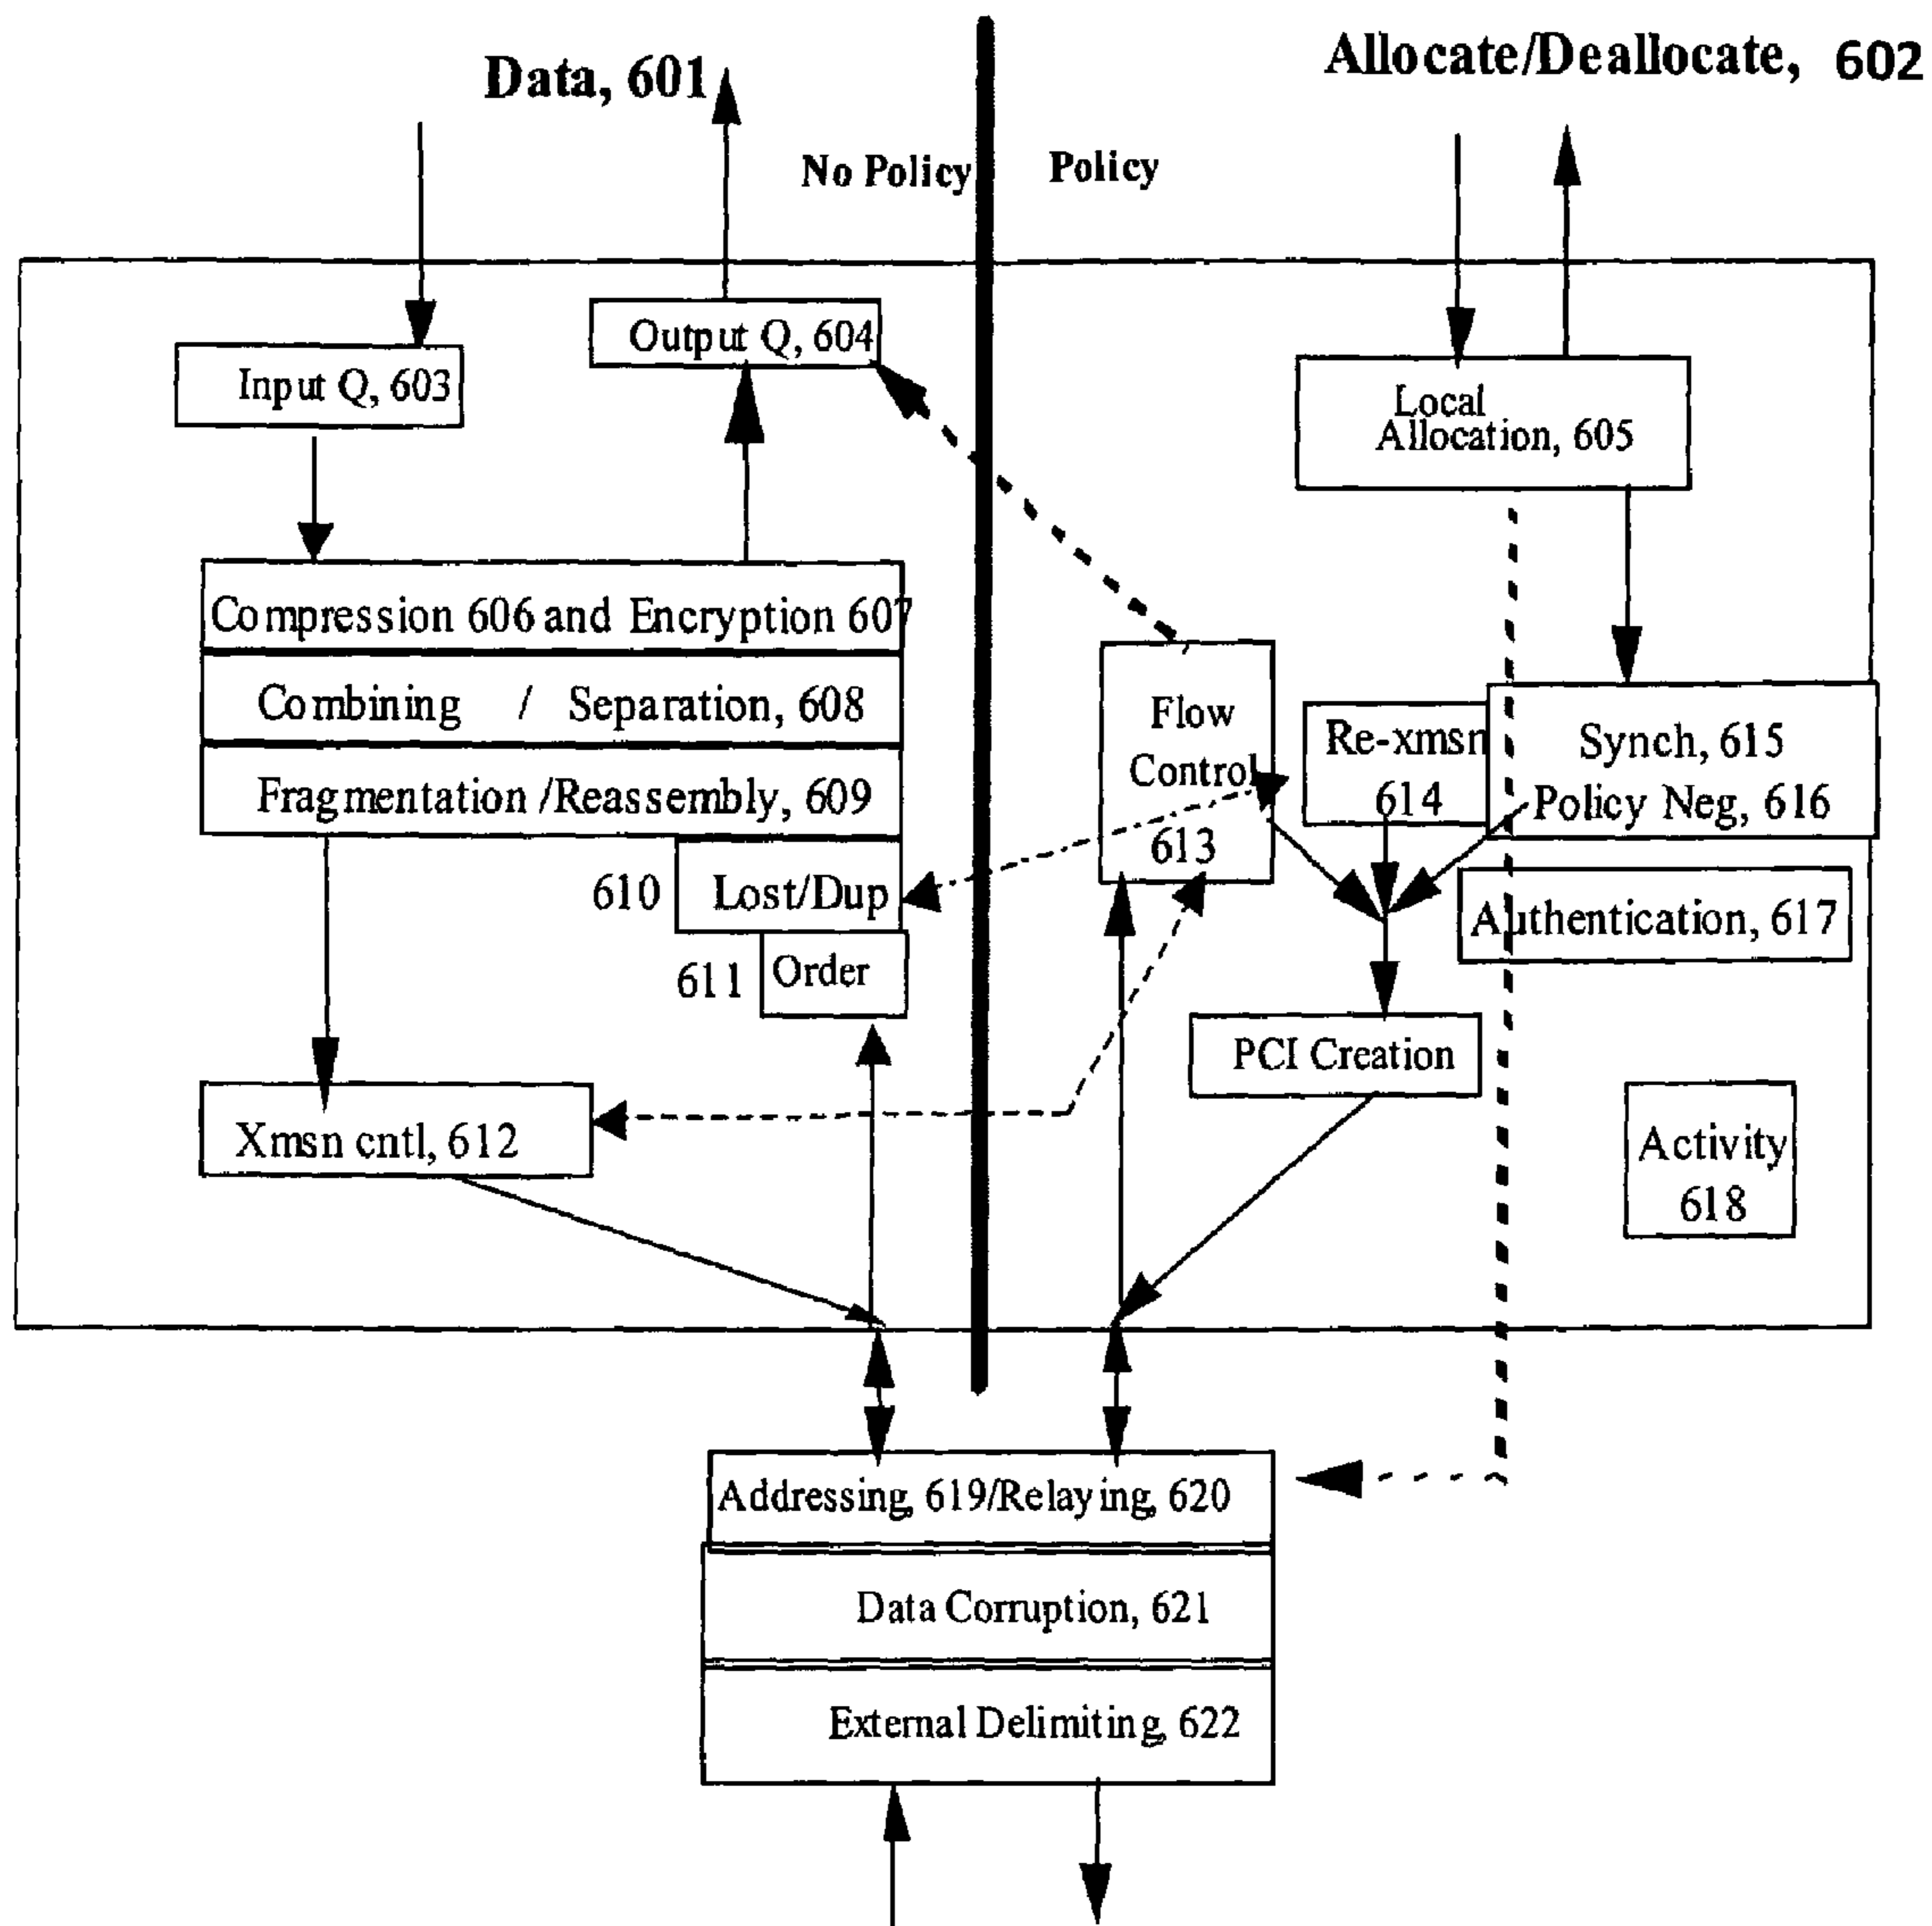 Data, 601
Allocate/Deallocate, 602
No Policy
Policy
Output Q, 604
Input Q, 603
Local
Allocation, 605
Compression 606 and Encryption 607
Combining / Separation, 608
Fragmentation /Reassembly, 609
610 Lost/Dup
611 Order
Flow
Control
613
Re-xmsn
614
Synch, 615
Policy Neg, 616
Authentication, 617
PCI Creation
Xmsn cntl, 612
Activity
618
Addressing, 619/Relaying, 620
Data Corruption, 621
External Delimiting, 622